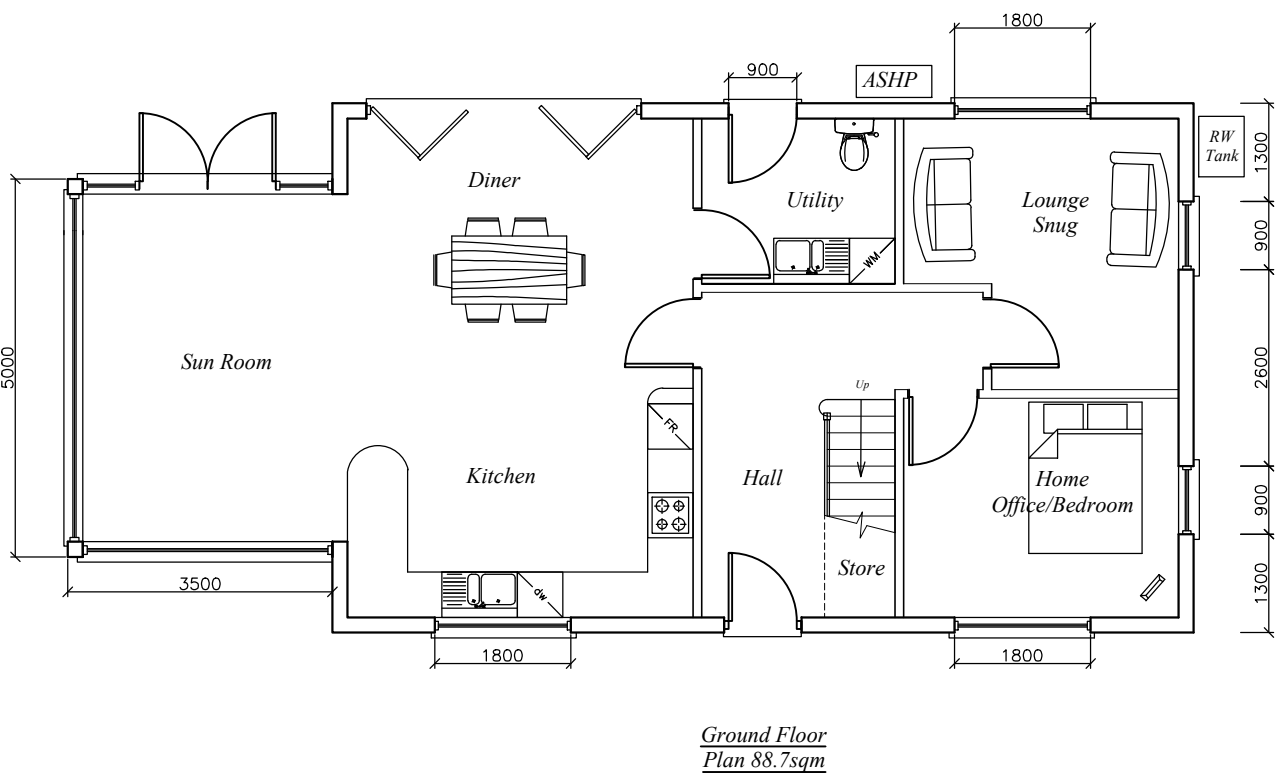 1800
900
ASHP
1300
RW
Tank
Diner
Utility
Lounge
Snug
900
WM
5000
Sun Room
2600
Up
FR
Kitchen
Hall
Home
Office/Bedroom
900
Store
3500
dw
1300
1800
1800
Ground Floor
Plan 88.7sqm